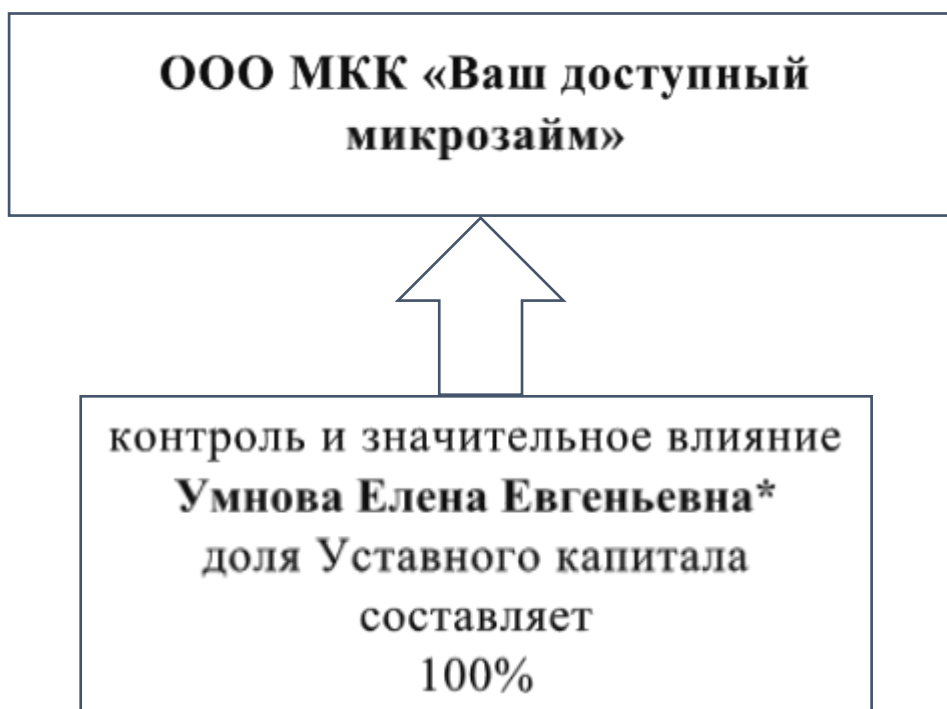 ООО МКК «Ваш доступный
микрозайм»
контроль и значительное влияние
Умнова Елена Евгеньевна*
доля Уставного капитала
составляет
100%